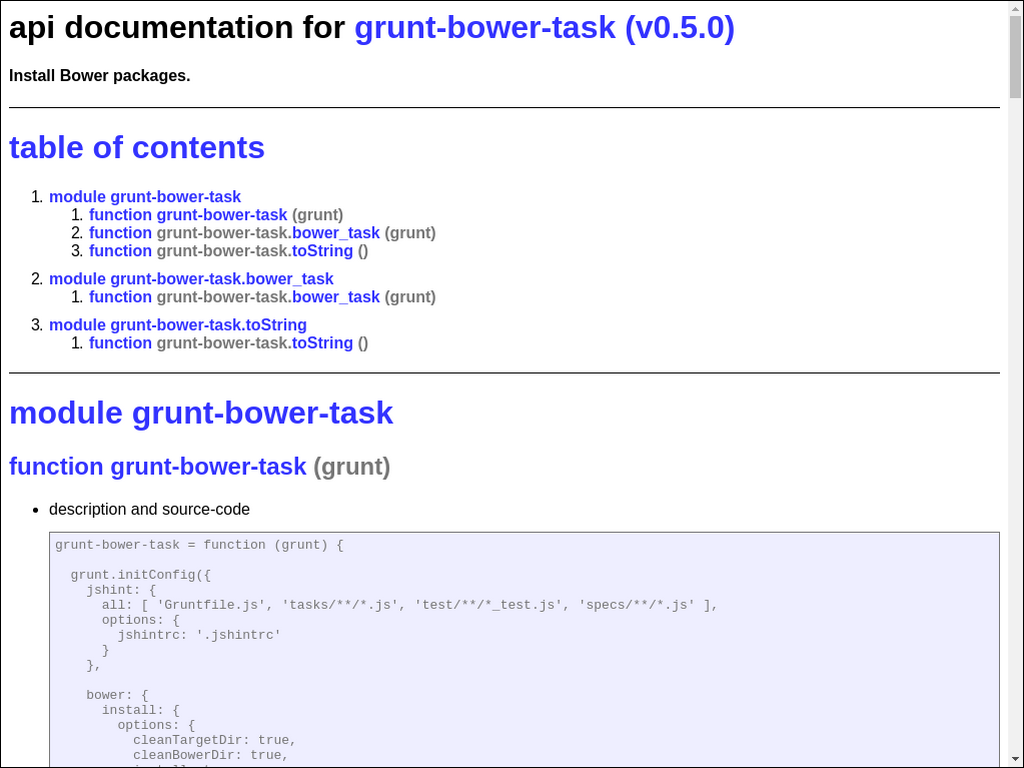 api documentation for grunt-bower-task (v0.5.0)
Install Bower packages.
table of contents
1. module grunt-bower-task
1. function grunt-bower-task (grunt)
2. function grunt-bower-task.bower_task (grunt)
3. function grunt-bower-task.toString ()
2. module grunt-bower-task.bower_task
1. function grunt-bower-task.bower_task (grunt)
3. module grunt-bower-task.toString
1. function grunt-bower-task.toString ()
module grunt-bower-task
function grunt-bower-task (grunt)
• description and source-code
grunt-bower-task = function (grunt) {
grunt.initConfig({
jshint: {
all: [ 'Gruntfile.js', 'tasks/**/*.js', 'test/**/*_test.js', 'specs/**/*.js' ],
options: {
jshintrc: '.jshintrc'
}
},
bower: {
install: {
options: {
cleanTargetDir: true,
cleanBowerDir: true,